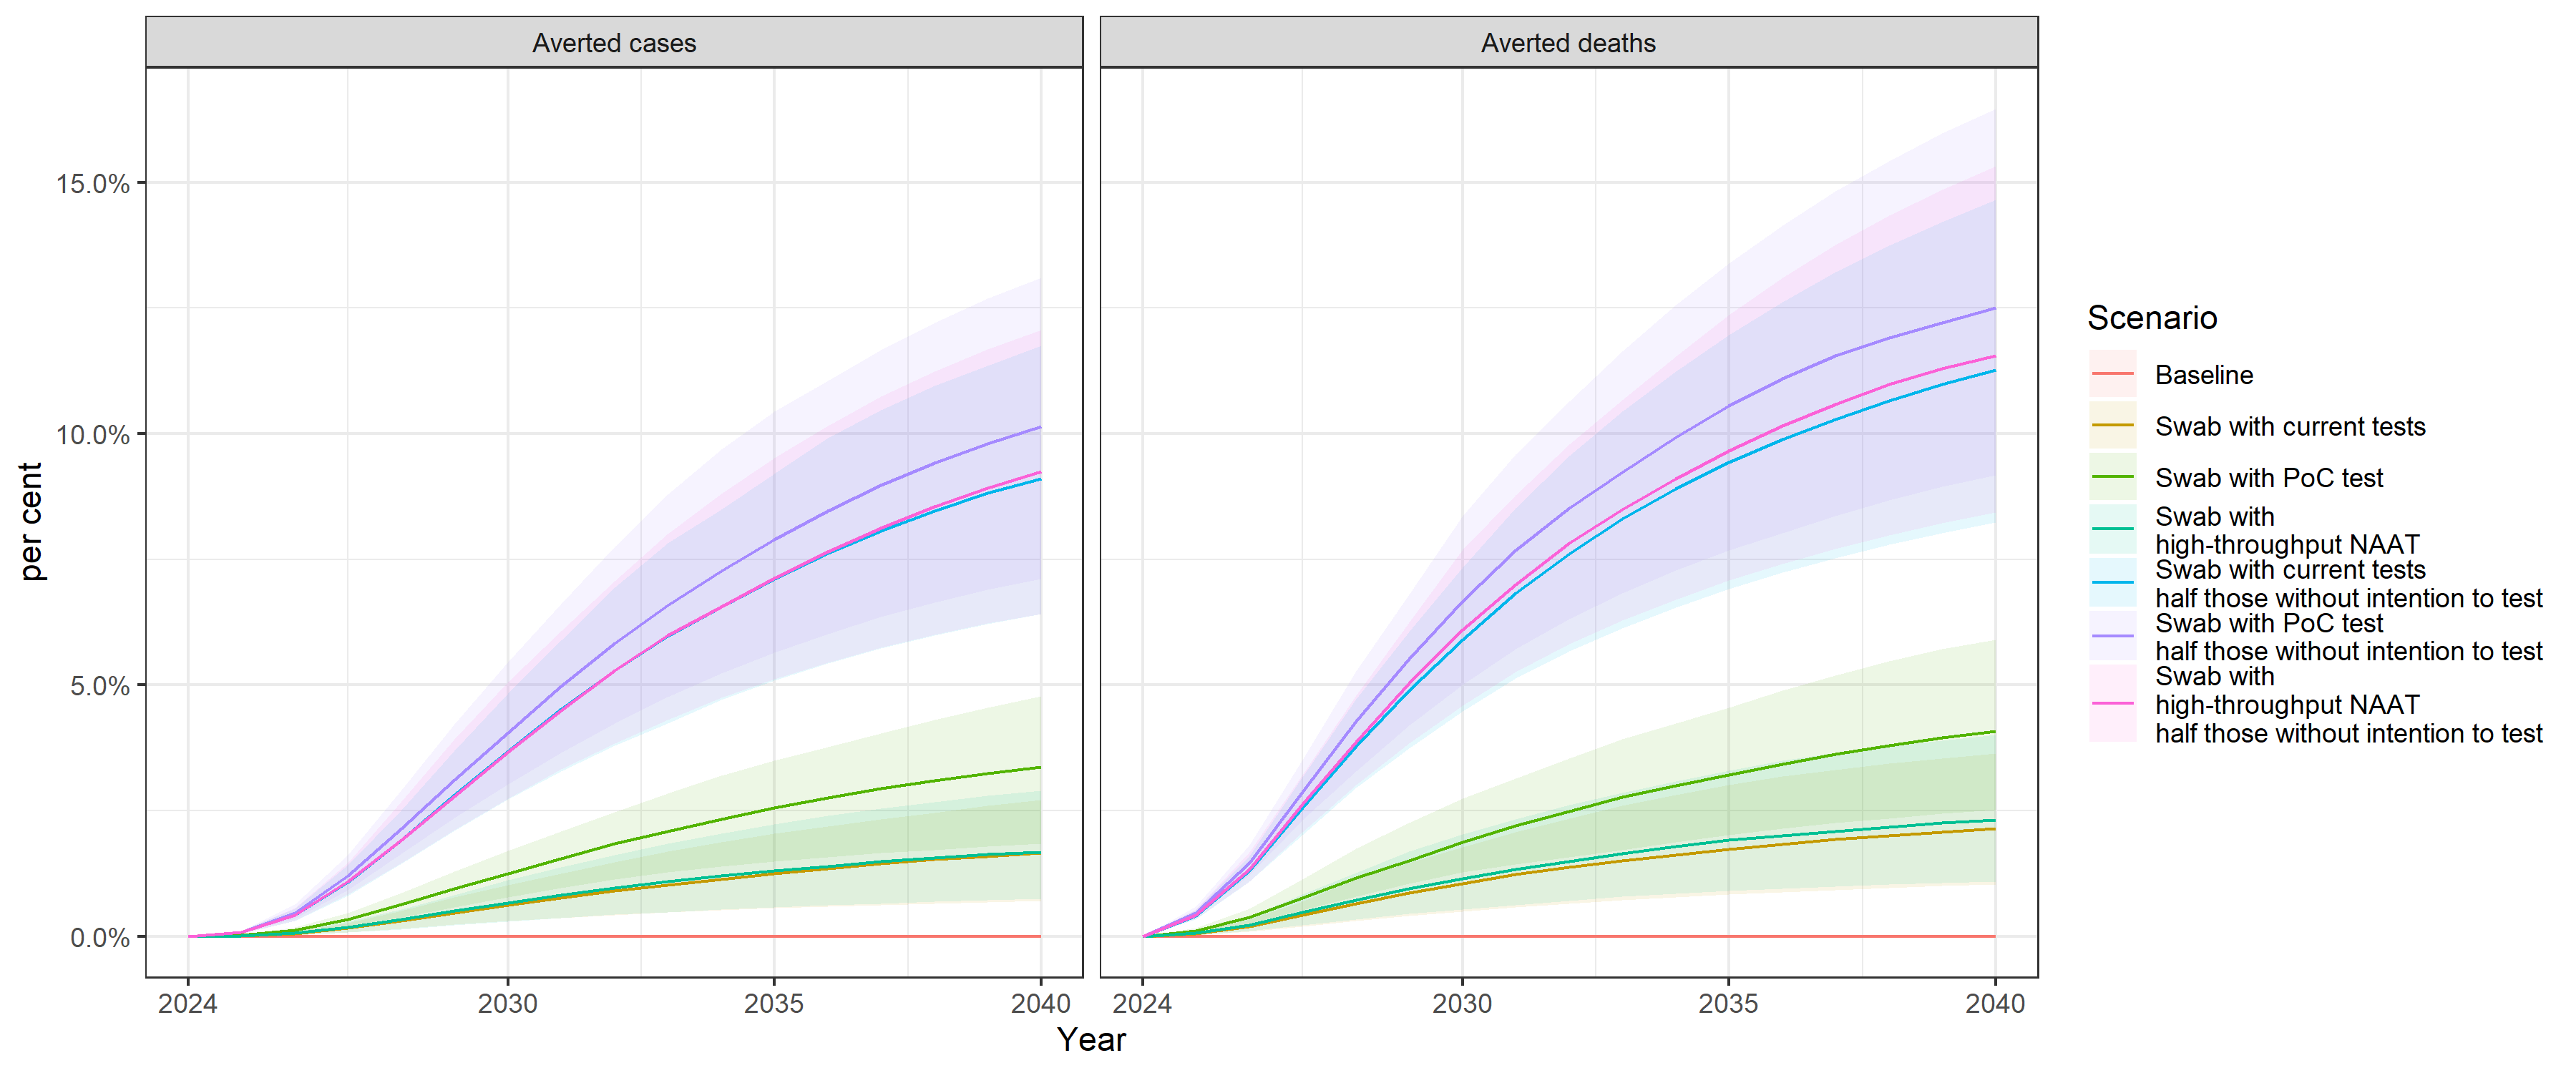 Averted cases
Averted deaths
per cent
15.0%
10.0%
5.0%
0.0%
2024
2030
2035
2040
2024
2030
2035
2040
Year
Scenario
Baseline
Swab with current tests
Swab with PoC test
Swab with
high-throughput NAAT
Swab with current tests
half those without intention to test
Swab with PoC test
half those without intention to test
Swab with
high-throughput NAAT
half those without intention to test